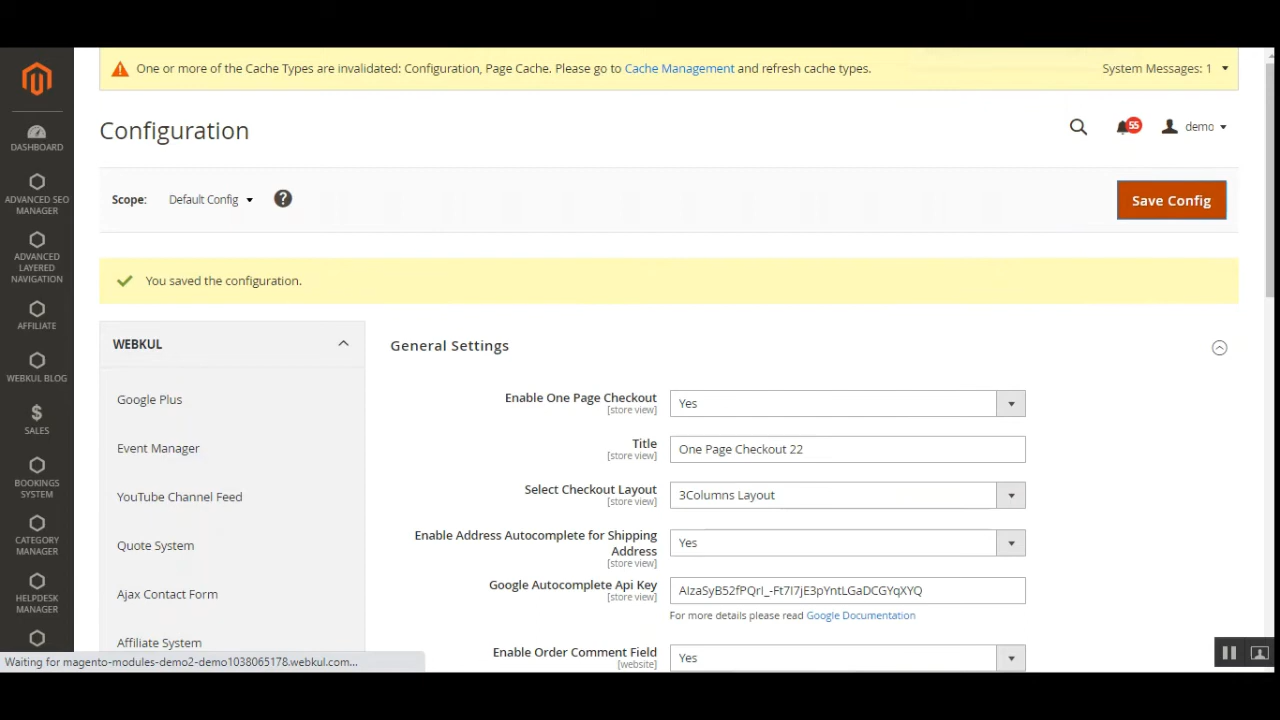 One or more of the Cache Types are invalidated: Configuration, Page Cache. Please go to Cache Management and refresh cache types.
System Messages: 1
Configuration
55
demo
Scope:
Default Config
?
Save Config
You saved the configuration.
DASHBOARD
ADVANCED SEO
MANAGER
ADVANCED
LAYERED
NAVIGATION
AFFILIATE
WEBKUL BLOG
SALES
BOOKINGS
SYSTEM
CATEGORY
MANAGER
HELPDESK
MANAGER
WEBKUL
Google Plus
Event Manager
YouTube Channel Feed
Quote System
Ajax Contact Form
Affiliate System
General Settings
Enable One Page Checkout
[store view]
Yes
Title
[store view]
One Page Checkout 22
Select Checkout Layout
[store view]
3Columns Layout
Enable Address Autocomplete for Shipping
Address
[store view]
Yes
Google Autocomplete Api Key
[store view]
For more details please read Google Documentation
Enable Order Comment Field
[website]
Yes
Waiting for magento-modules-demo2-demo1038065178.webkul.com...